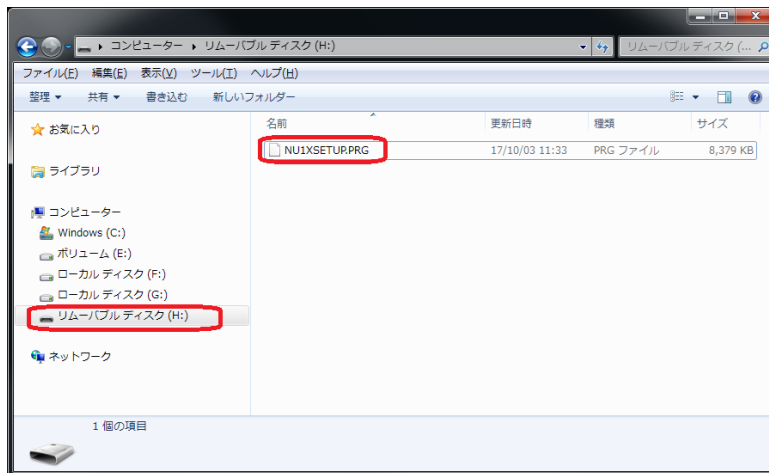 コンピューター ▸ リムーバブル ディスク (H:)
リムーバブル ディスク (...
ファイル(F) 編集(E) 表示(V) ツール(T) ヘルプ(H)
整理 共有 書き込む 新しいフォルダー
お気に入り
ライブラリ
コンピューター
Windows (C:)
ボリューム (E:)
ローカル ディスク (F:)
ローカル ディスク (G:)
リムーバブル ディスク (H:)
ネットワーク
名前 更新日時 種類 サイズ
NU1XSETUP.PRG 17/10/03 11:33 PRG ファイル 8,379 KB
1 個の項目